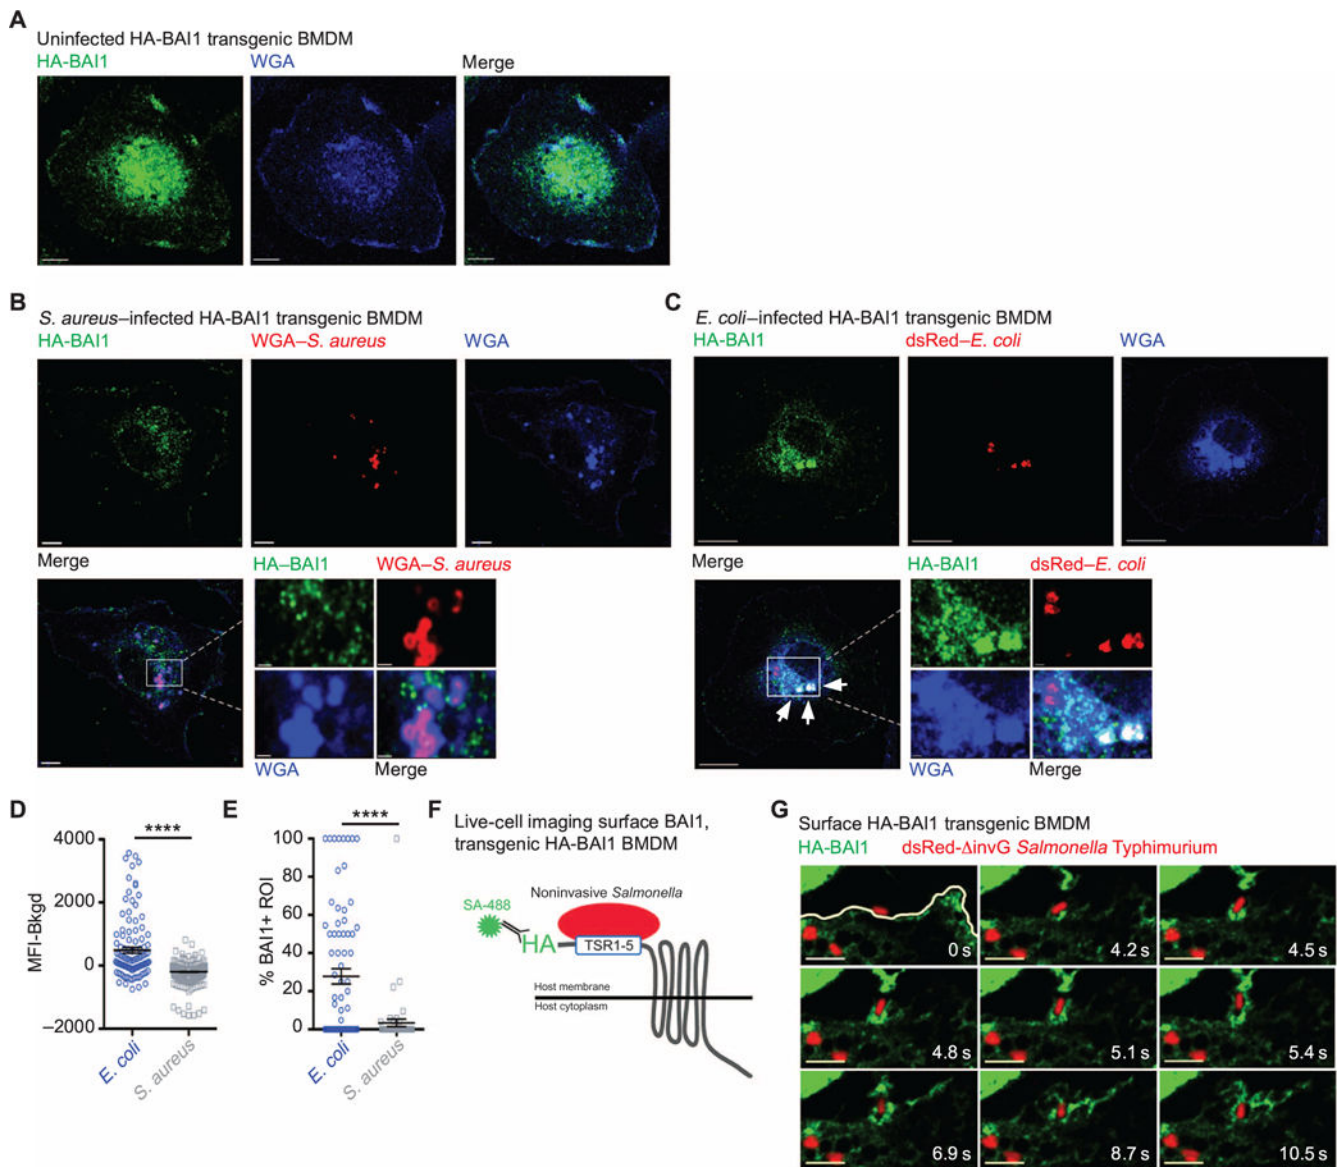 A
Uninfected HA-BAI1 transgenic BMDM
HA-BAI1 WGA Merge
B
S. aureus–infected HA-BAI1 transgenic BMDM
HA-BAI1 WGA–S. aureus WGA
Merge HA–BAI1 WGA–S. aureus
WGA Merge
C
E. coli–infected HA-BAI1 transgenic BMDM
HA-BAI1 dsRed–E. coli WGA
Merge HA-BAI1 dsRed–E. coli
WGA Merge
D
MFI-Bkgd
4000
2000
0
–2000
****
E. coli
S. aureus
E
% BAI1+ ROI
100
80
60
40
20
0
****
E. coli
S. aureus
F
Live-cell imaging surface BAI1,
transgenic HA-BAI1 BMDM
Noninvasive Salmonella
SA-488
HA
TSR1-5
Host membrane
Host cytoplasm
G
Surface HA-BAI1 transgenic BMDM
HA-BAI1 dsRed-ΔinvG Salmonella Typhimurium
0 s 4.2 s 4.5 s
4.8 s 5.1 s 5.4 s
6.9 s 8.7 s 10.5 s